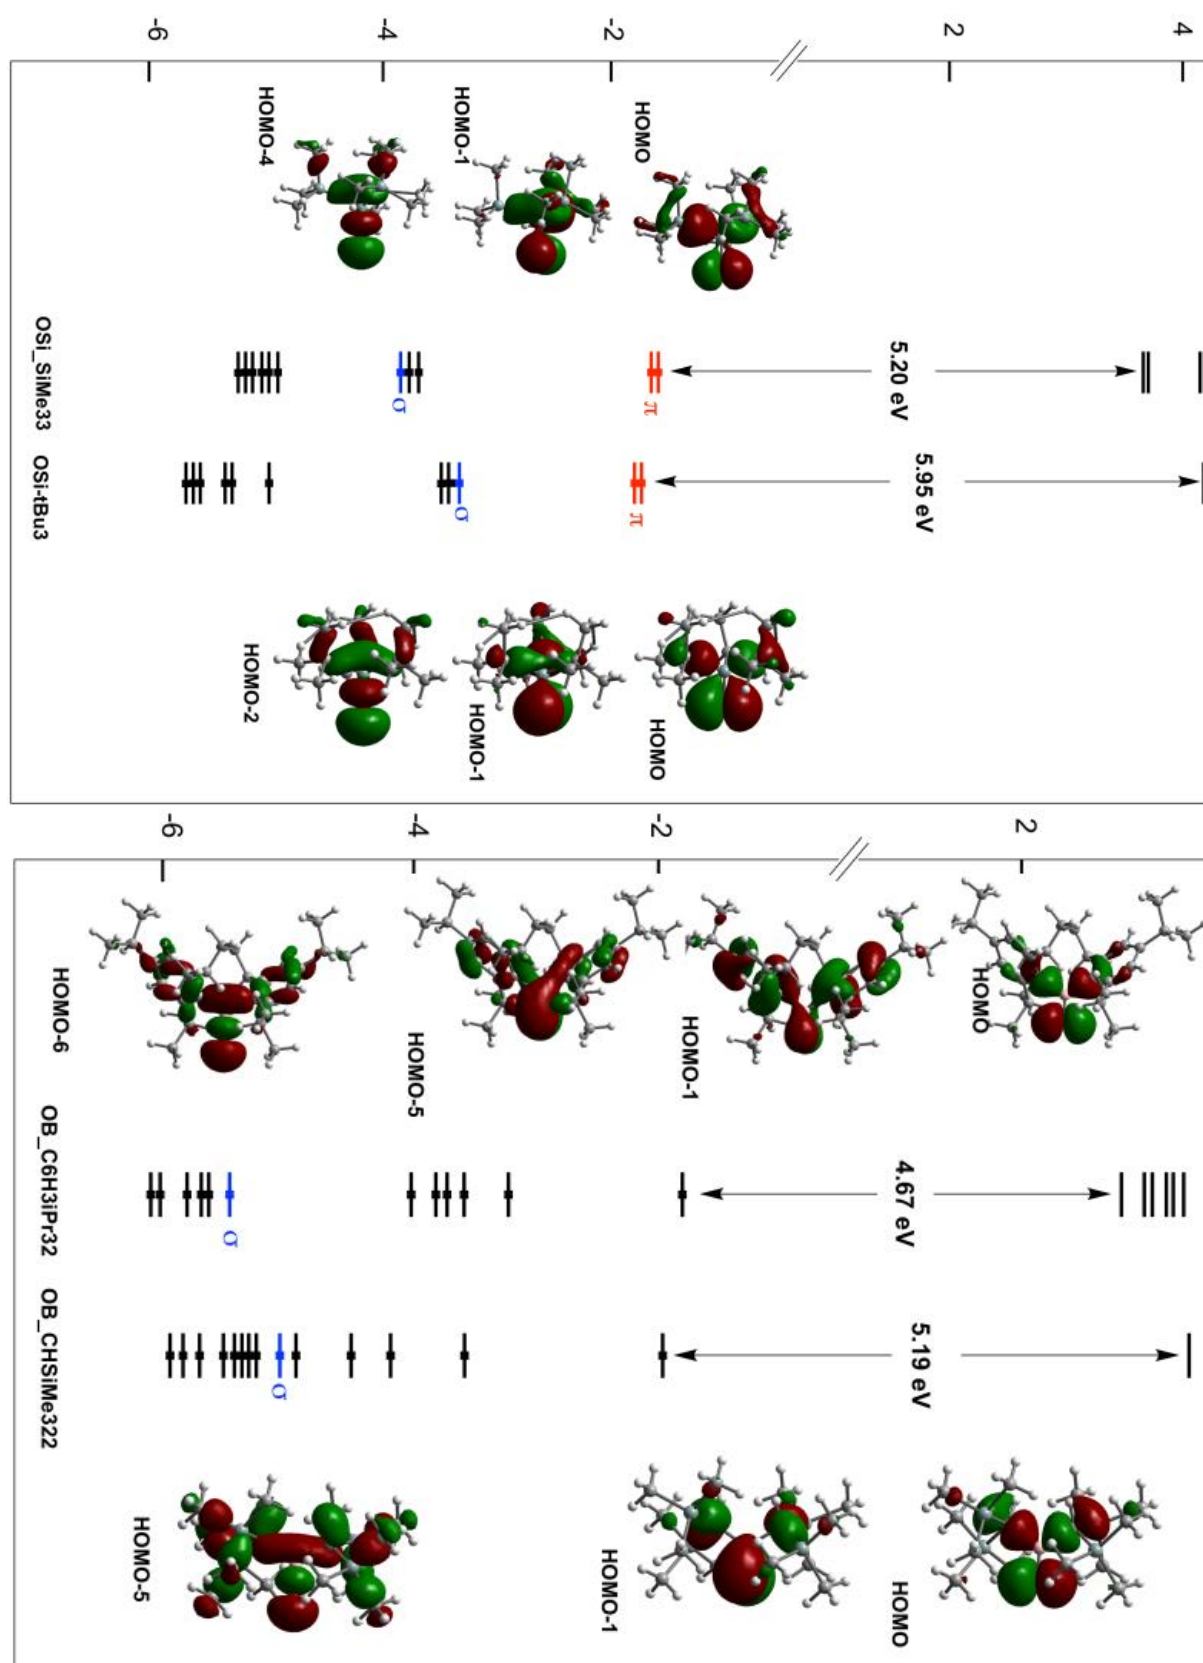 4
2
-2
-4
-6
HOMO
HOMO-1
HOMO-4
5.20 eV
π
σ
OSi_SiMe33
5.95 eV
π
σ
OSi-tBu3
HOMO
HOMO-1
HOMO-2
2
-2
-4
-6
HOMO
HOMO-1
HOMO-5
HOMO-6
4.67 eV
σ
OB_C6H3iPr32
5.19 eV
σ
OB_CHSiMe322
HOMO
HOMO-1
HOMO-5